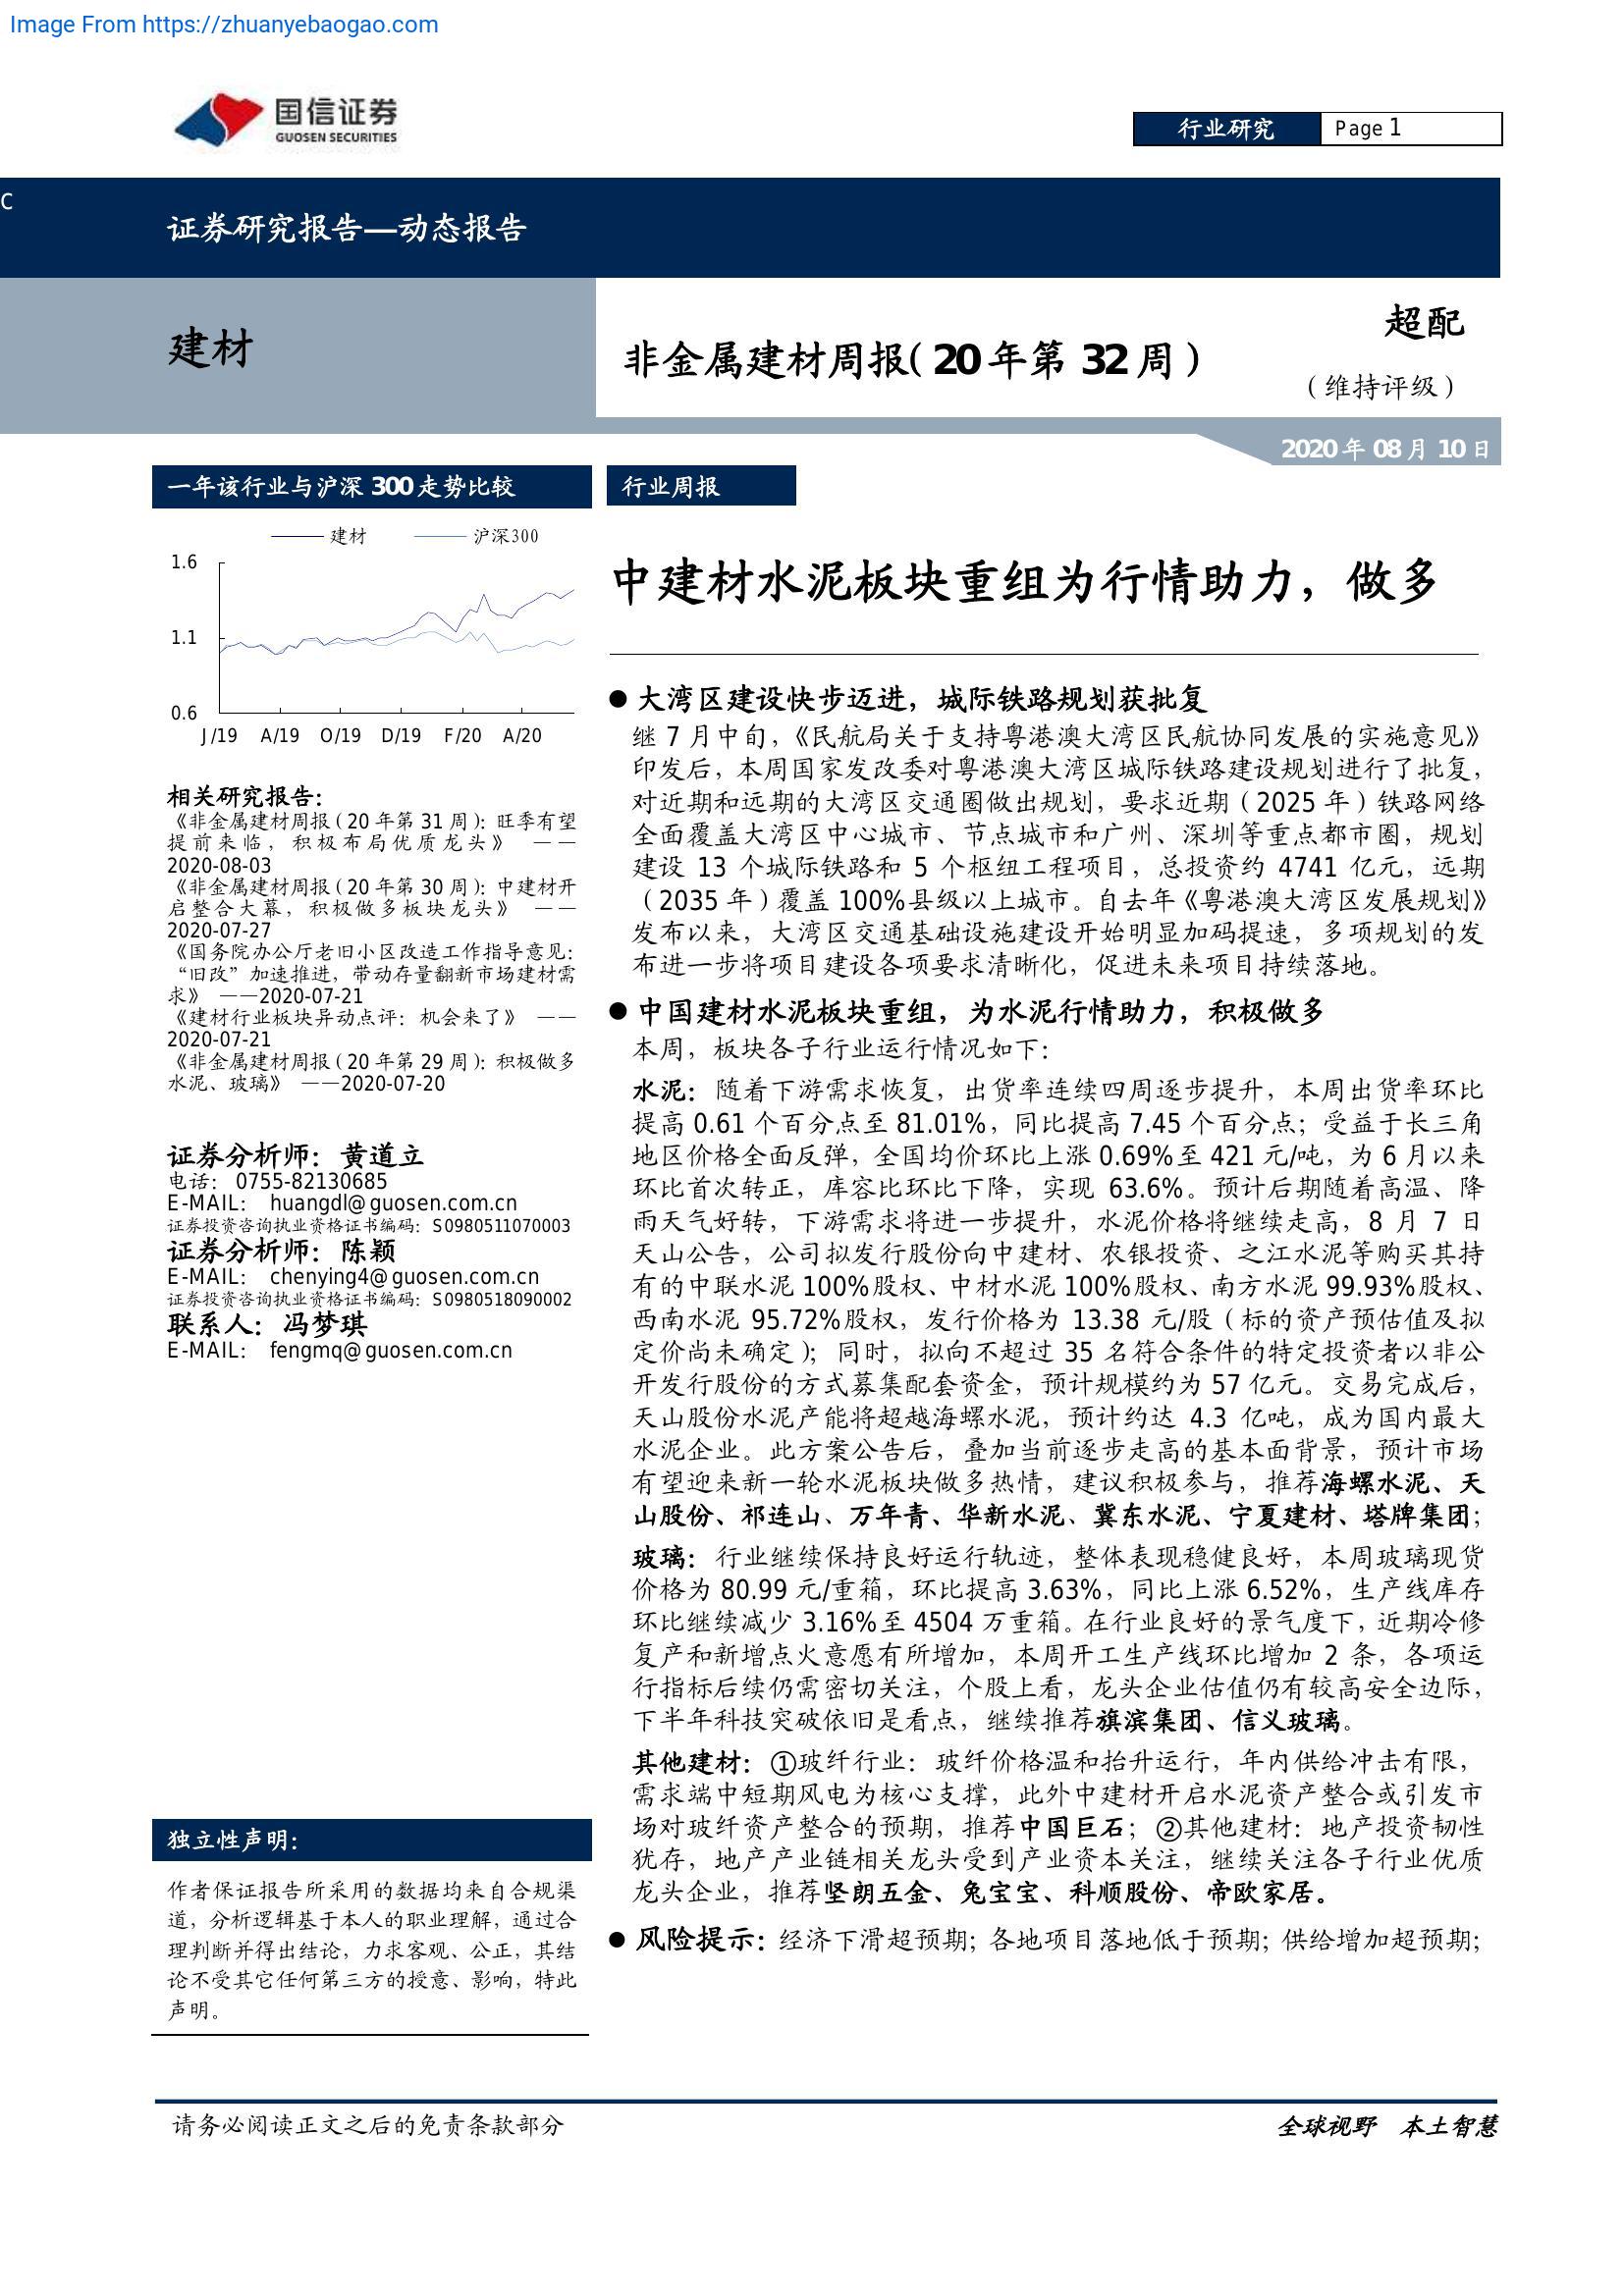 Image From https://zhuanyebaogao.com
国信证券
GUOSEN SECURITIES
行业研究
Page 1
C
证券研究报告—动态报告
建材
非金属建材周报(20年第32周)
超配
(维持评级)
2020年08月10日
一年该行业与沪深300走势比较
建材
沪深300
1.6
1.1
0.6
J/19 A/19 O/19 D/19 F/20 A/20
相关研究报告:
《非金属建材周报(20年第31周):旺季有望
提前来临,积极布局优质龙头》 ——
2020-08-03
《非金属建材周报(20年第30周):中建材开
启整合大幕,积极做多板块龙头》 ——
2020-07-27
《国务院办公厅老旧小区改造工作指导意见:
“旧改”加速推进,带动存量翻新市场建材需
求》 ——2020-07-21
《建材行业板块异动点评:机会来了》 ——
2020-07-21
《非金属建材周报(20年第29周):积极做多
水泥、玻璃》 ——2020-07-20
证券分析师:黄道立
电话: 0755-82130685
E-MAIL: huangdl@guosen.com.cn
证券投资咨询执业资格证书编码:S0980511070003
证券分析师:陈颖
E-MAIL: chenying4@guosen.com.cn
证券投资咨询执业资格证书编码:S0980518090002
联系人:冯梦琪
E-MAIL: fengmq@guosen.com.cn
独立性声明:
作者保证报告所采用的数据均来自合规渠
道,分析逻辑基于本人的职业理解,通过合
理判断并得出结论,力求客观、公正,其结
论不受其它任何第三方的授意、影响,特此
声明。
行业周报
中建材水泥板块重组为行情助力,做多
● 大湾区建设快步迈进,城际铁路规划获批复
继7月中旬,《民航局关于支持粤港澳大湾区民航协同发展的实施意见》
印发后,本周国家发改委对粤港澳大湾区城际铁路建设规划进行了批复,
对近期和远期的大湾区交通圈做出规划,要求近期(2025年)铁路网络
全面覆盖大湾区中心城市、节点城市和广州、深圳等重点都市圈,规划
建设 13 个城际铁路和 5 个枢纽工程项目,总投资约 4741 亿元,远期
(2035年)覆盖100%县级以上城市。自去年《粤港澳大湾区发展规划》
发布以来,大湾区交通基础设施建设开始明显加码提速,多项规划的发
布进一步将项目建设各项要求清晰化,促进未来项目持续落地。
● 中国建材水泥板块重组,为水泥行情助力,积极做多
本周,板块各子行业运行情况如下:
水泥:随着下游需求恢复,出货率连续四周逐步提升,本周出货率环比
提高0.61个百分点至81.01%,同比提高7.45个百分点;受益于长三角
地区价格全面反弹,全国均价环比上涨0.69%至421元/吨,为6月以来
环比首次转正,库容比环比下降,实现 63.6%。预计后期随着高温、降
雨天气好转,下游需求将进一步提升,水泥价格将继续走高,8 月 7 日
天山公告,公司拟发行股份向中建材、农银投资、之江水泥等购买其持
有的中联水泥100%股权、中材水泥100%股权、南方水泥99.93%股权、
西南水泥 95.72%股权,发行价格为 13.38 元/股(标的资产预估值及拟
定价尚未确定);同时,拟向不超过 35 名符合条件的特定投资者以非公
开发行股份的方式募集配套资金,预计规模约为57亿元。交易完成后,
天山股份水泥产能将超越海螺水泥,预计约达 4.3 亿吨,成为国内最大
水泥企业。此方案公告后,叠加当前逐步走高的基本面背景,预计市场
有望迎来新一轮水泥板块做多热情,建议积极参与,推荐海螺水泥、天
山股份、祁连山、万年青、华新水泥、冀东水泥、宁夏建材、塔牌集团;
玻璃:行业继续保持良好运行轨迹,整体表现稳健良好,本周玻璃现货
价格为80.99元/重箱,环比提高3.63%,同比上涨6.52%,生产线库存
环比继续减少3.16%至4504万重箱。在行业良好的景气度下,近期冷修
复产和新增点火意愿有所增加,本周开工生产线环比增加 2 条,各项运
行指标后续仍需密切关注,个股上看,龙头企业估值仍有较高安全边际,
下半年科技突破依旧是看点,继续推荐旗滨集团、信义玻璃。
其他建材:①玻纤行业:玻纤价格温和抬升运行,年内供给冲击有限,
需求端中短期风电为核心支撑,此外中建材开启水泥资产整合或引发市
场对玻纤资产整合的预期,推荐中国巨石;②其他建材:地产投资韧性
犹存,地产产业链相关龙头受到产业资本关注,继续关注各子行业优质
龙头企业,推荐坚朗五金、兔宝宝、科顺股份、帝欧家居。
● 风险提示:经济下滑超预期;各地项目落地低于预期;供给增加超预期;
请务必阅读正文之后的免责条款部分
全球视野 本土智慧